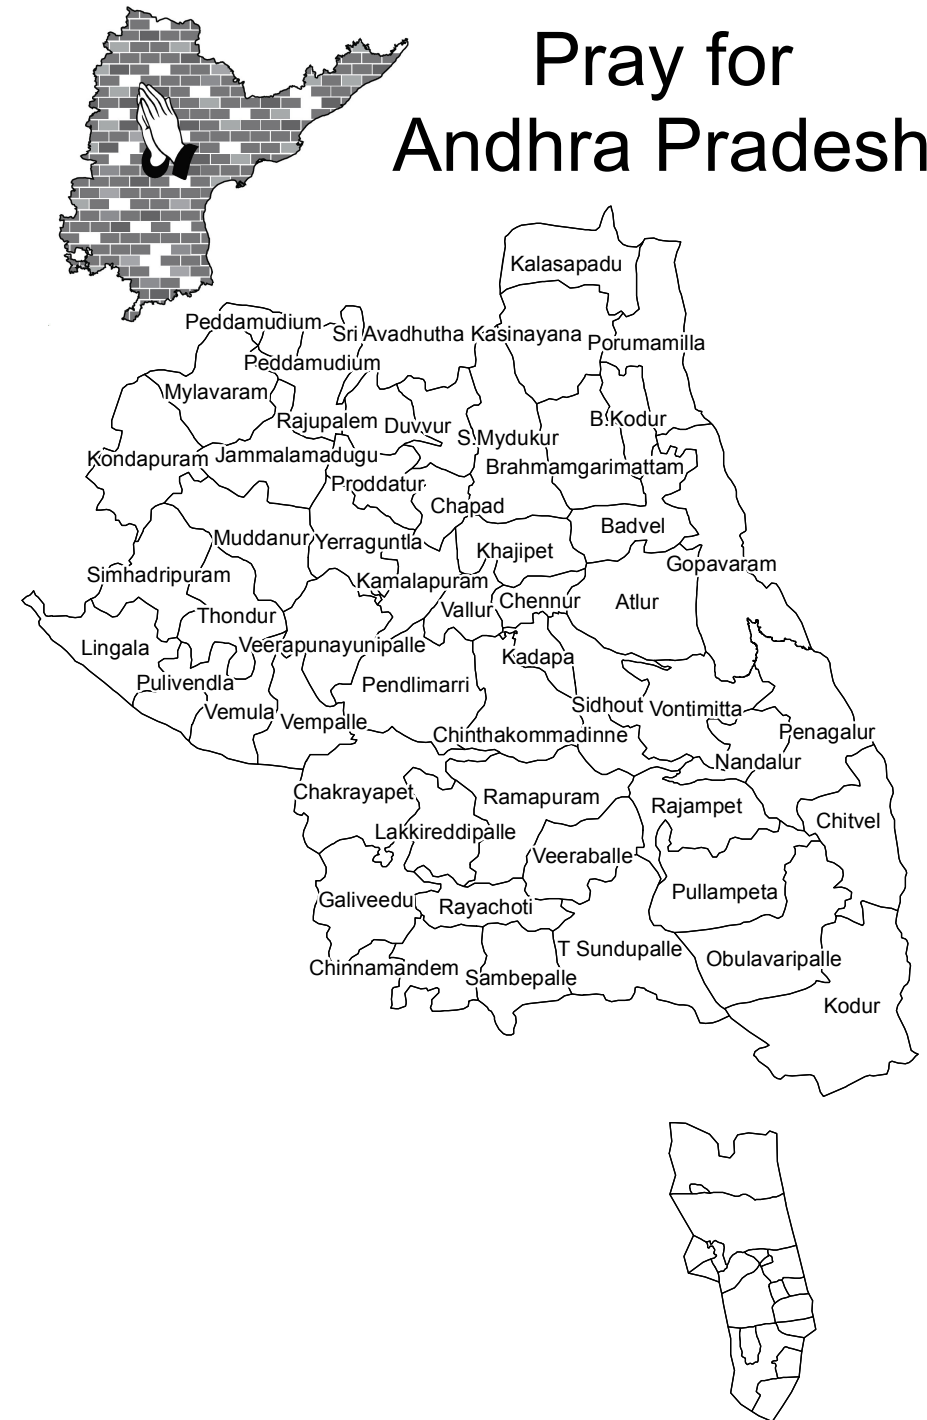 Pray for
Andhra Pradesh
Kalasapadu
Peddamudium
Sri Avadhutha Kasinayana
Porumamilla
Peddamudium
Mylavaram
Rajupalem
Duvvur
B.Kodur
S.Mydukur
Kondapuram
Jammalamadugu
Brahmamgarimattam
Proddatur
Chapad
Badvel
Muddanur
Yerraguntla
Khajipet
Gopavaram
Simhadripuram
Kamalapuram
Thondur
Vallur
Chennur
Atlur
Lingala
Veerapunayunipalle
Kadapa
Pulivendla
Pendlimarri
Vemula
Vempalle
Sidhout
Vontimitta
Chinthakommadinne
Penagalur
Nandalur
Chakrayapet
Ramapuram
Rajampet
Chitvel
Lakkireddipalle
Veeraballe
Galiveedu
Rayachoti
Pullampeta
T Sundupalle
Obulavaripalle
Chinnamandem
Sambepalle
Kodur